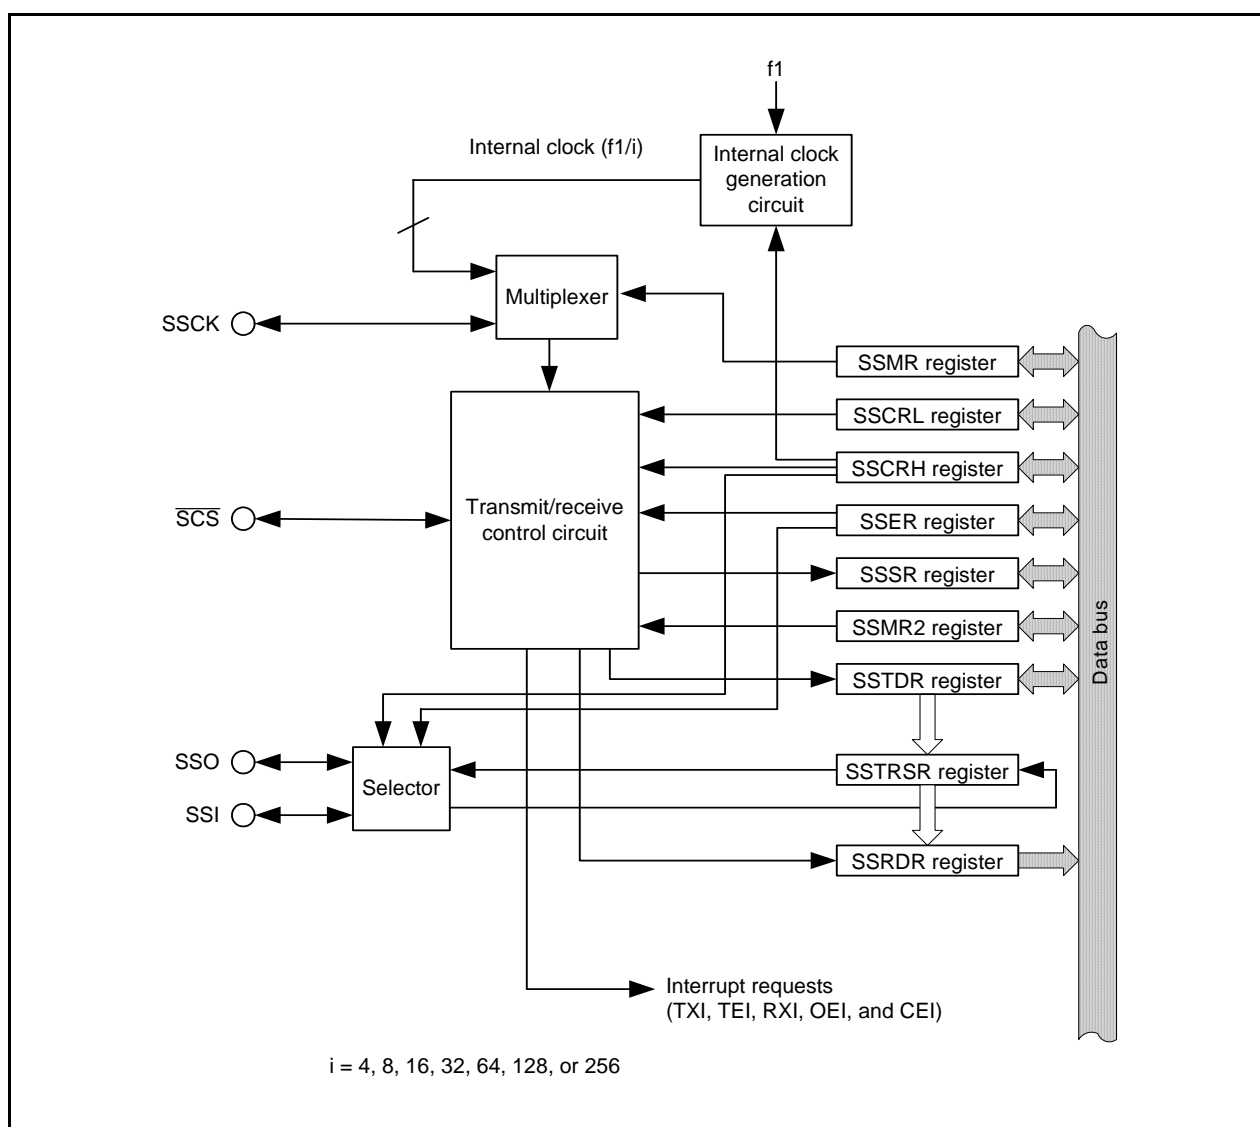 f1
Internal clock (f1/i)
Internal clock
generation
circuit
Multiplexer
SSCK
SSMR register
SSCRL register
SSCRH register
Transmit/receive
control circuit
SCS
SSER register
SSSR register
SSMR2 register
Data bus
SSTDR register
SSO
SSTRSR register
Selector
SSI
SSRDR register
Interrupt requests
(TXI, TEI, RXI, OEI, and CEI)
i = 4, 8, 16, 32, 64, 128, or 256